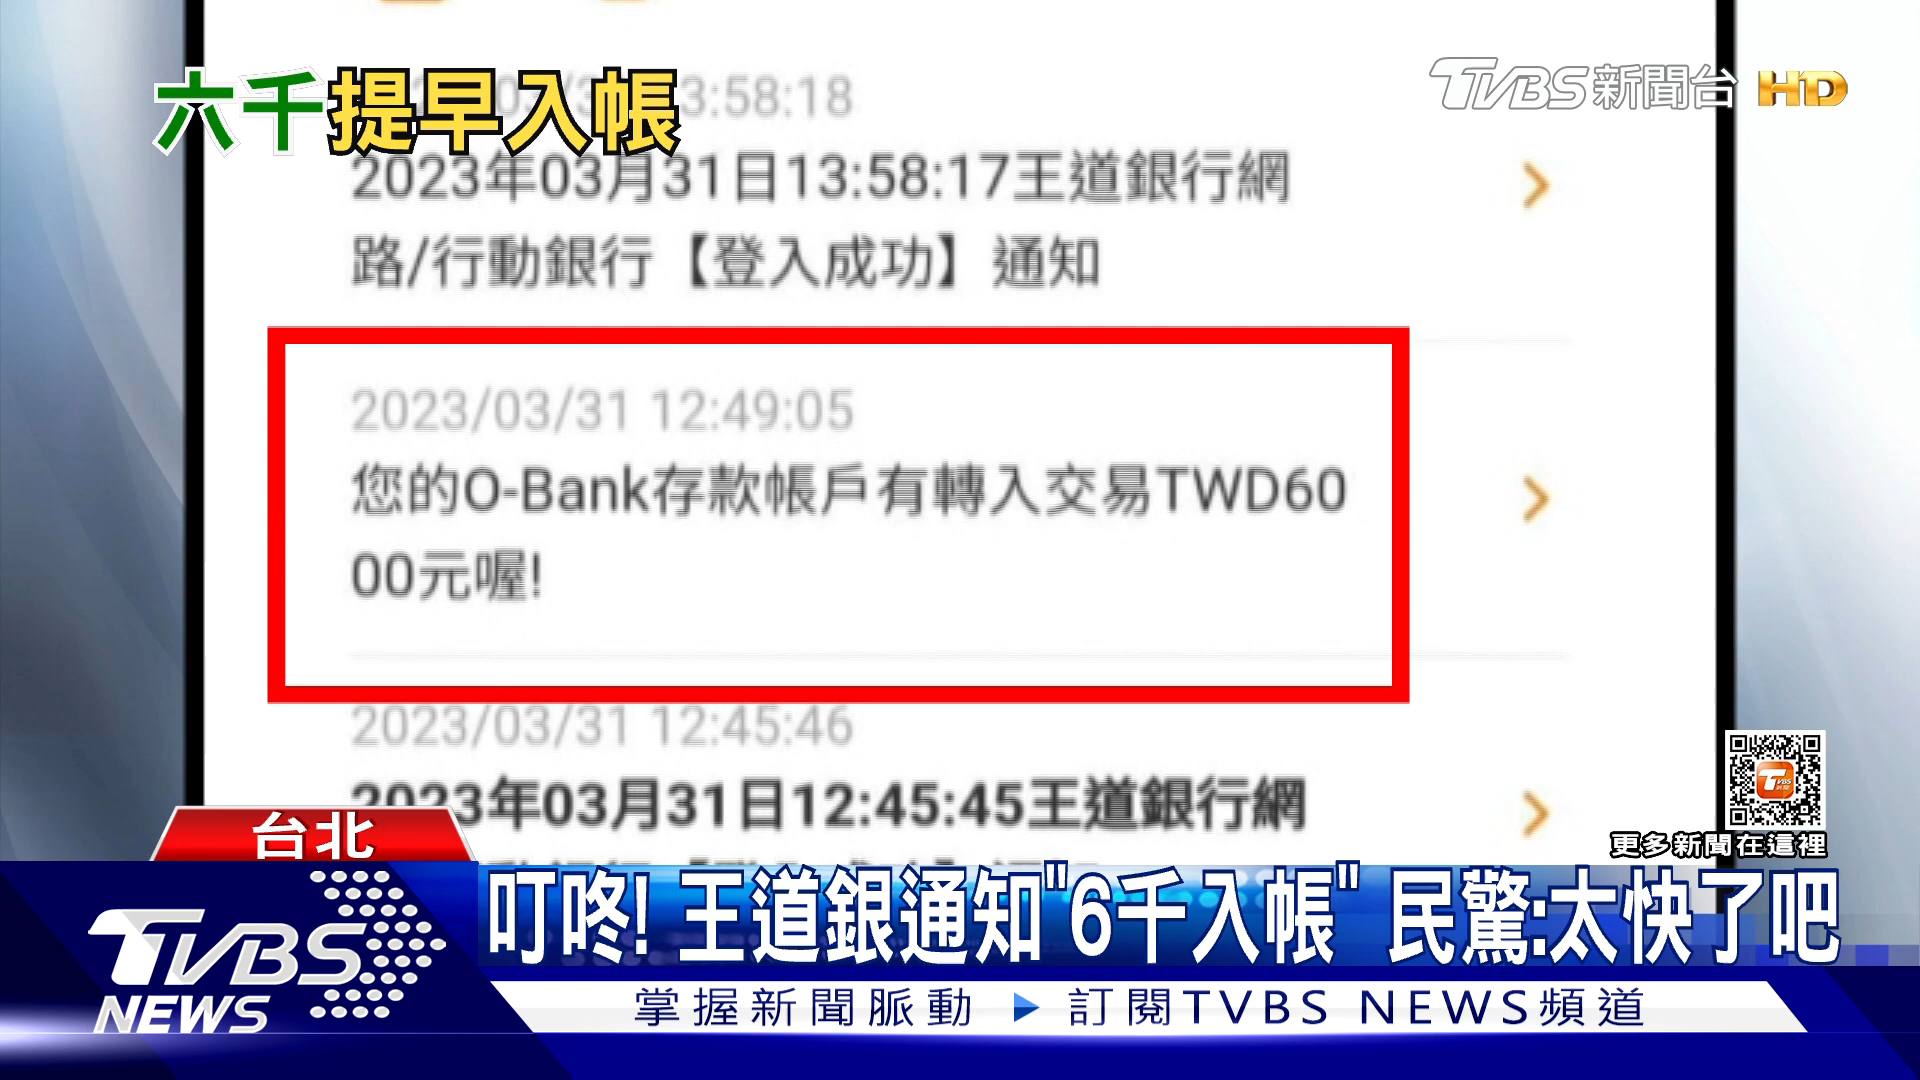 六千提早入帳
TVBS新聞台 HD
3:58:18
2023年03月31日13:58:17王道銀行網
路/行動銀行【登入成功】通知
2023/03/31 12:49:05
您的O-Bank存款帳戶有轉入交易TWD60
00元喔!
2023/03/31 12:45:46
2023年03月31日12:45:45王道銀行網
TVBS
更多新聞在這裡
台北
叮咚! 王道銀通知"6千入帳" 民驚:太快了吧
TVBS
NEWS
掌握新聞脈動 ▶ 訂閱TVBS NEWS頻道